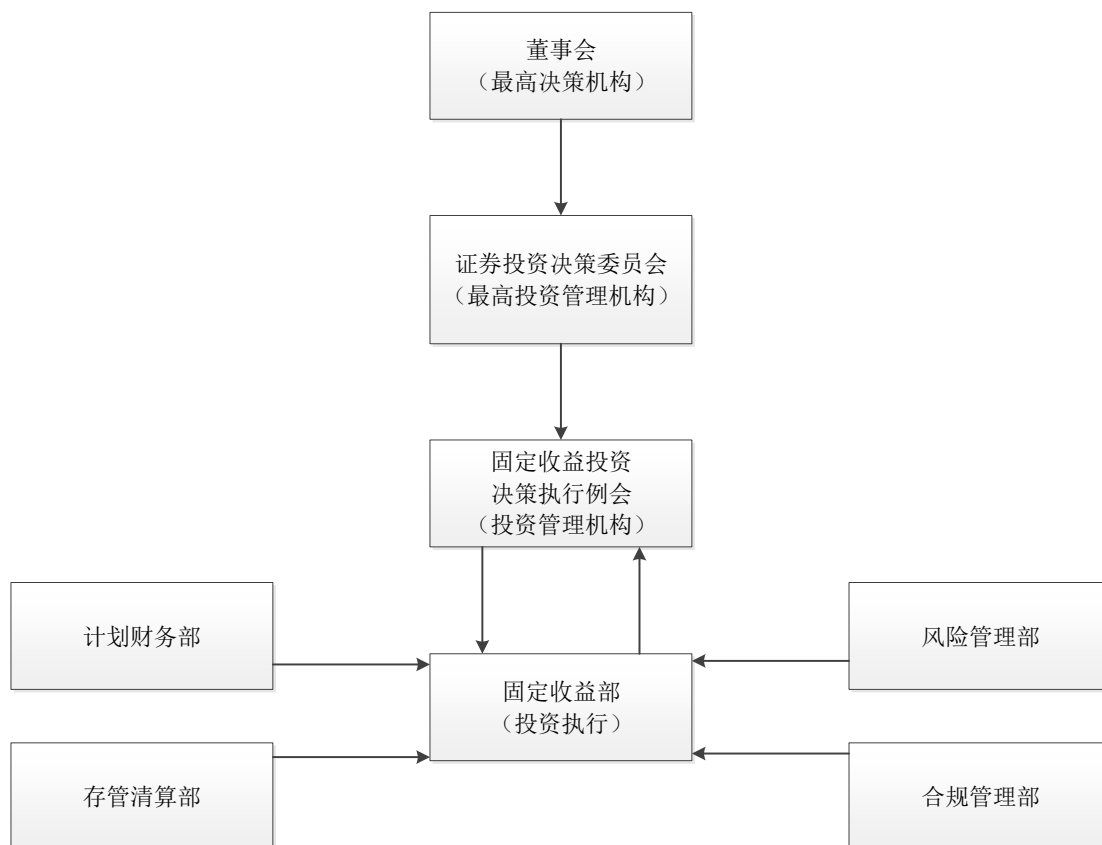 董事会
（最高决策机构）
证券投资决策委员会
（最高投资管理机构）
固定收益投资
决策执行例会
（投资管理机构）
计划财务部
风险管理部
固定收益部
（投资执行）
存管清算部
合规管理部